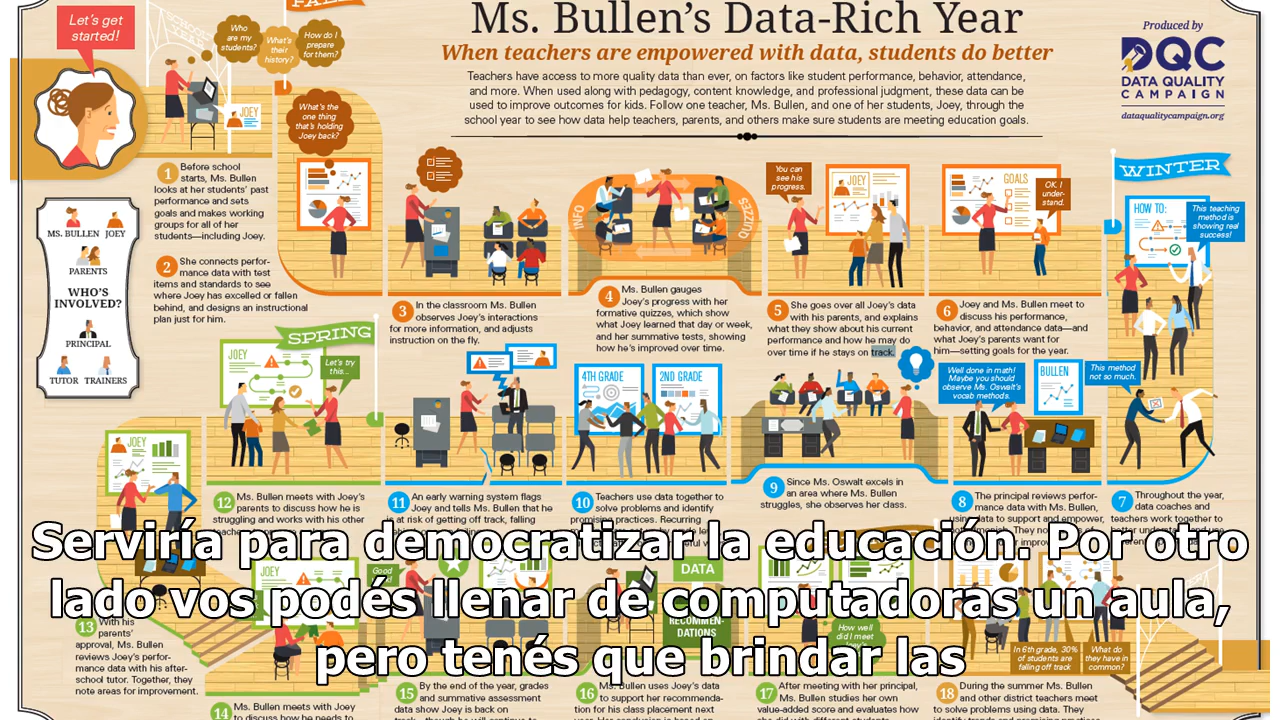 Let's get
started!
Who
are my
students?
What's
their
history?
How do I
prepare
for them?
Ms. Bullen's Data-Rich Year
When teachers are empowered with data, students do better
Teachers have access to more quality data than ever, on factors like student performance, behavior, attendance,
and more. When used along with pedagogy, content knowledge, and professional judgment, these data can be
used to improve outcomes for kids. Follow one teacher, Ms. Bullen, and one of her students, Joey, through the
school year to see how data help teachers, parents, and others make sure students are meeting education goals.
Produced by
DQC
DATA QUALITY
CAMPAIGN
dataqualitycampaign.org
JOEY
What's the
one thing
that's holding
Joey back?
1 Before school
starts, Ms. Bullen
looks at her students' past
performance and sets
goals and makes working
groups for all of her
students—including Joey.
2 She connects perfor-
mance data with test
items and standards to see
where Joey has excelled or fallen
behind, and designs an instructional
plan just for him.
MS. BULLEN JOEY
PARENTS
WHO'S
INVOLVED?
PRINCIPAL
TUTOR TRAINERS
3 In the classroom Ms. Bullen
observes Joey's interactions
for more information, and adjusts
instruction on the fly.
INFO
QUIZZES
4 Ms. Bullen gauges
Joey's progress with her
formative quizzes, which show
what Joey learned that day or week,
and her summative tests, showing
how he's improved over time.
You can
see his
progress.
JOEY
5 She goes over all Joey's data
with his parents, and explains
what they show about his current
performance and how he may do
over time if he stays on track.
GOALS
OK. I
under-
stand.
6 Joey and Ms. Bullen meet to
discuss his performance,
behavior, and attendance data—and
what Joey's parents want for
him—setting goals for the year.
WINTER
HOW TO:
This teaching
method is
showing real
success!
SPRING
JOEY
Let's try
this...
4TH GRADE
2ND GRADE
Well done in math!
Maybe you should
observe Ms. Oswalt's
vocab methods.
BULLEN
This method
not so much.
JOEY
12 Ms. Bullen meets with Joey's
parents to discuss how he is
struggling and works with his other
11 An early warning system flags
Joey and tells Ms. Bullen that he
is at risk of getting off track, falling
10 Teachers use data together to
solve problems and identify
promising practices. Recurring
9 Since Ms. Oswalt excels in
an area where Ms. Bullen
struggles, she observes her class.
8 The principal reviews perfor-
mance data with Ms. Bullen,
using data to support and empower,
7 Throughout the year,
data coaches and
teachers work together to
Serviría para democratizar la educación. Por otro
lado vos podés llenar de computadoras un aula,
pero tenés que brindar las
JOEY
Good
DATA
RECOMMEN-
DATIONS
How well
did I meet
In 6th grade, 30%
of students are
falling off track
What do
they have in
common?
13 With his
parents'
approval, Ms. Bullen
reviews Joey's perfor-
mance data with his after-
school tutor. Together, they
note areas for improvement.
14 Ms. Bullen meets with Joey
to discuss how he needs to
15 By the end of the year, grades
and summative assessment
data show Joey is back on
16 Ms. Bullen uses Joey's data
to support her recommenda-
tion for his class placement next
17 After meeting with her principal,
Ms. Bullen studies her own
value-added score and evaluates how
18 During the summer Ms. Bullen
and other district teachers meet
to solve problems using data. They